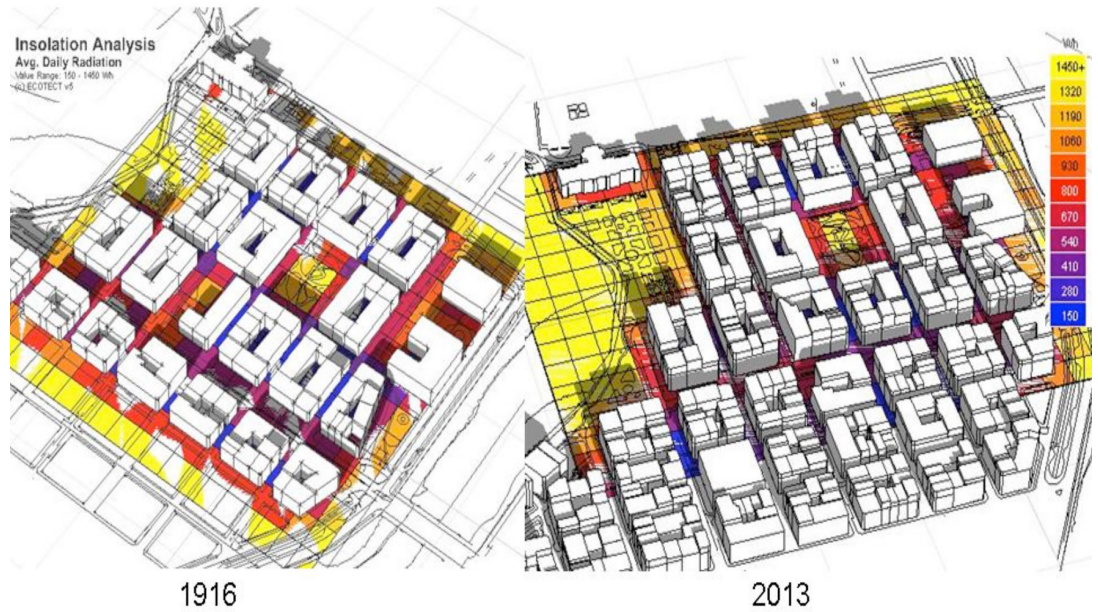 Insolation Analysis
Avg. Daily Radiation
Value Range: 150 - 1450 Wh
(c) ECOTECT v5
Wh
1450+
1320
1190
1060
930
800
670
540
410
280
150
1916
2013